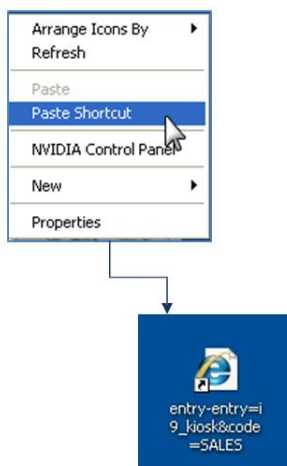 Arrange Icons By
Refresh
Paste
Paste Shortcut
NVIDIA Control Panel
New
Properties
entry-entry=i
9_kiosk&code
=SALES